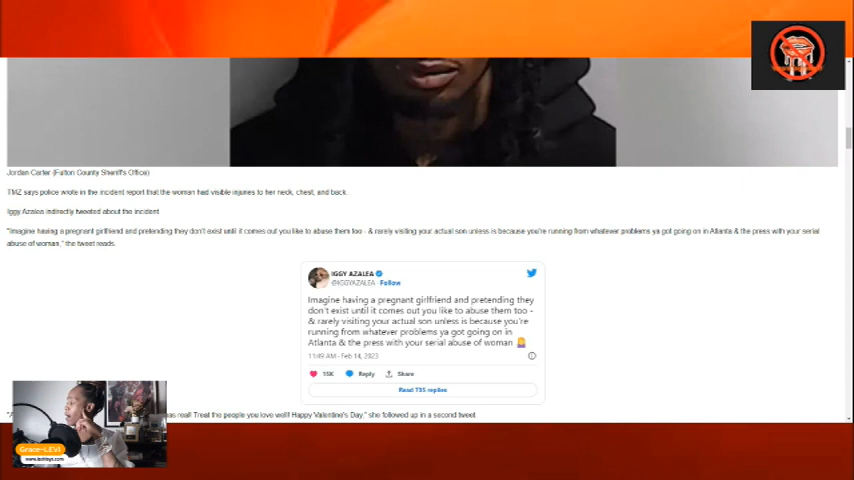 Jordan Carter (Fulton County Sheriff's Office)
TMZ says police wrote in the incident report that the woman had visible injuries to her neck, chest, and back.
Iggy Azalea indirectly tweeted about the incident
"Imagine having a pregnant girlfriend and pretending they don't exist until it comes out you like to abuse them too - & rarely visiting your actual son unless is because you're running from whatever problems ya got going on in Atlanta & the press with your serial
abuse of woman," the tweet reads.
IGGY AZALEA
@IGGYAZALEA · Follow
Imagine having a pregnant girlfriend and pretending they
don't exist until it comes out you like to abuse them too -
& rarely visiting your actual son unless is because you're
running from whatever problems ya got going on in
Atlanta & the press with your serial abuse of woman 🤷‍♀️
11:49 AM · Feb 14, 2023
15K Reply Share
Read 735 replies
as real! Treat the people you love well! Happy Valentine's Day," she followed up in a second tweet
Grace-LEVI